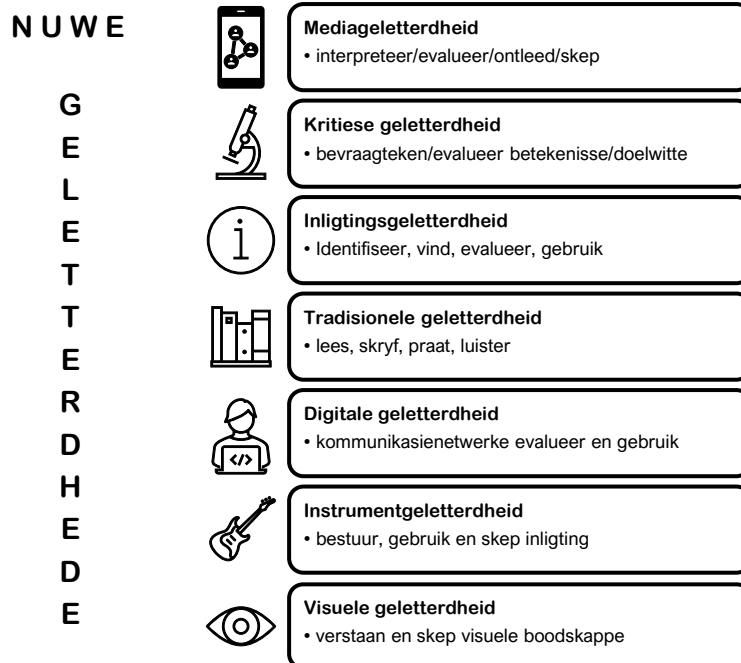 NUWE
GELETTERDHEDE
Mediageletterdheid
• interpreteer/evalueer/ontleed/skep
Kritiese geletterdheid
• bevraagteken/evalueer betekenisse/doelwitte
i
Inligtingsgeletterdheid
• Identifiseer, vind, evalueer, gebruik
Tradisionele geletterdheid
• lees, skryf, praat, luister
Digitale geletterdheid
• kommunikasienetwerke evalueer en gebruik
</>
Instrumentgeletterdheid
• bestuur, gebruik en skep inligting
Visuele geletterdheid
• verstaan en skep visuele boodskappe